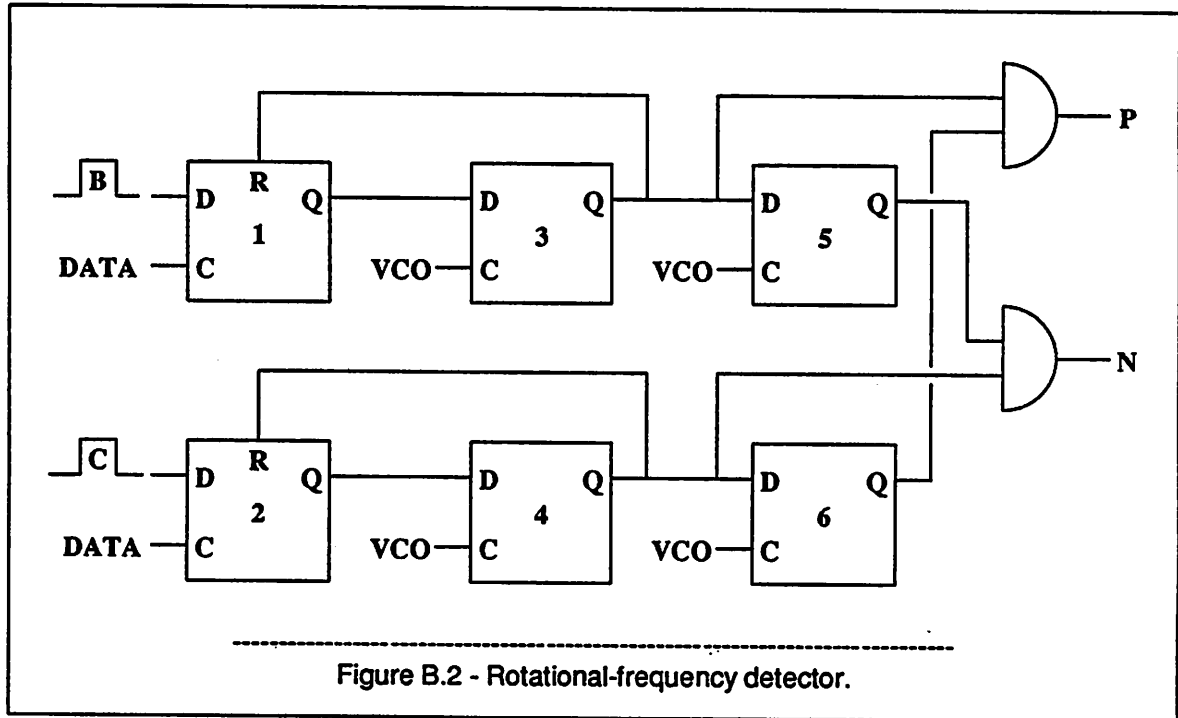 P
B
D R Q
1
DATA C
D Q
3
VCO C
D Q
5
VCO C
N
C
D R Q
2
DATA C
D Q
4
VCO C
D Q
6
VCO C
Figure B.2 - Rotational-frequency detector.